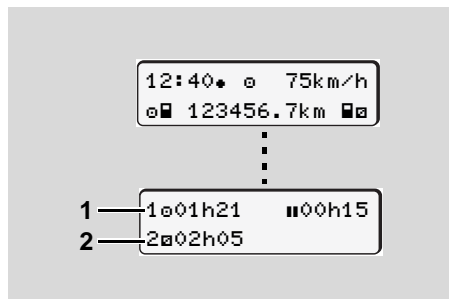 12:40● ⊙ 75km/h
⊙▮ 123456.7km ▮⧄
1 1⊙01h21 ▮▮00h15
2 2⧄02h05